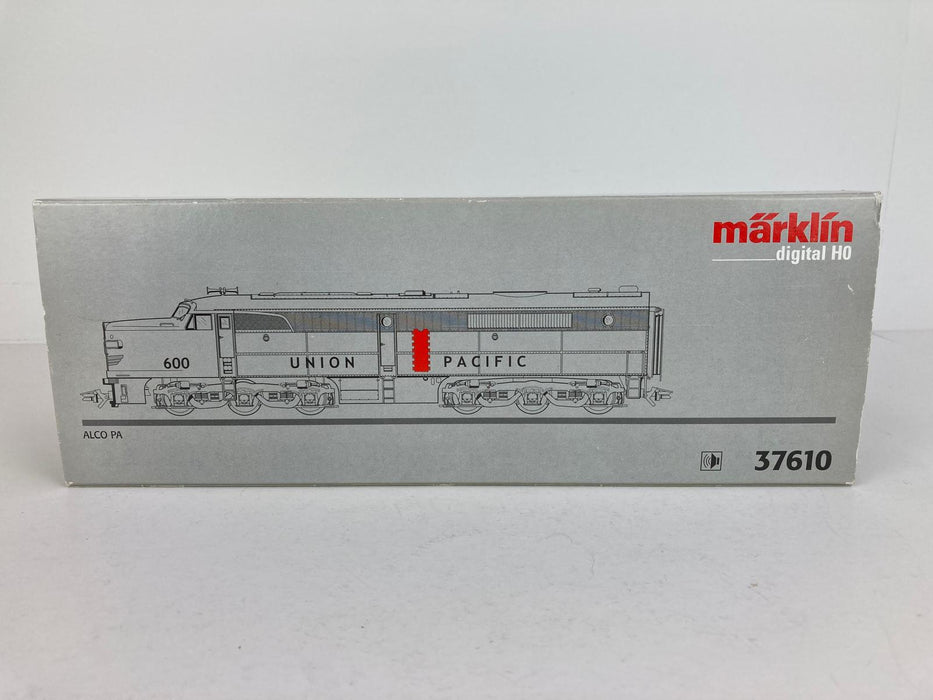 märklin
digital H0
600
UNION PACIFIC
ALCO PA
37610